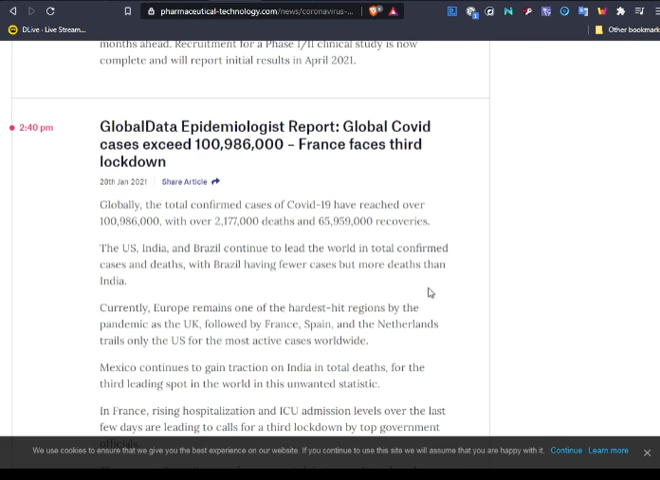 pharmaceutical-technology.com/news/coronavirus-...
DLive - Live Stream...
Other bookmark
months ahead. Recruitment for a Phase I/II clinical study is now
complete and will report initial results in April 2021.
2:40 pm
GlobalData Epidemiologist Report: Global Covid
cases exceed 100,986,000 – France faces third
lockdown
28th Jan 2021 Share Article
Globally, the total confirmed cases of Covid-19 have reached over
100,986,000, with over 2,177,000 deaths and 65,959,000 recoveries.
The US, India, and Brazil continue to lead the world in total confirmed
cases and deaths, with Brazil having fewer cases but more deaths than
India.
Currently, Europe remains one of the hardest-hit regions by the
pandemic as the UK, followed by France, Spain, and the Netherlands
trails only the US for the most active cases worldwide.
Mexico continues to gain traction on India in total deaths, for the
third leading spot in the world in this unwanted statistic.
In France, rising hospitalization and ICU admission levels over the last
few days are leading to calls for a third lockdown by top government
officials.
We use cookies to ensure that we give you the best experience on our website. If you continue to use this site we will assume that you are happy with it. Continue Learn more